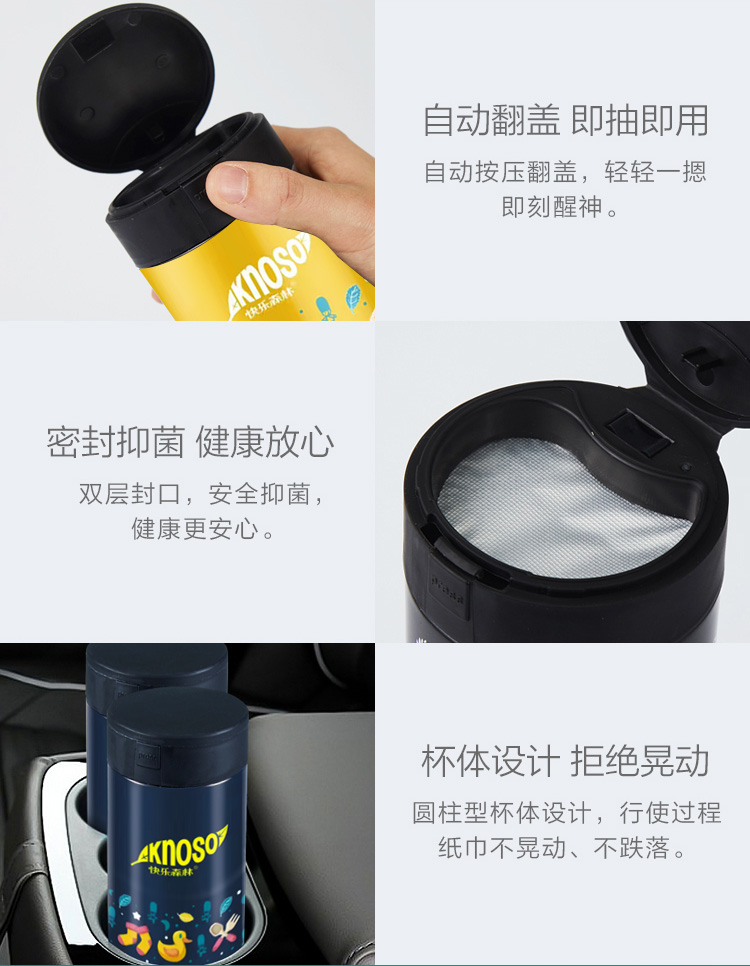 自动翻盖 即抽即用
自动按压翻盖，轻轻一摁
即刻醒神。
KNOSO
快乐森林
密封抑菌 健康放心
双层封口，安全抑菌，
健康更安心。
push
杯体设计 拒绝晃动
圆柱型杯体设计，行使过程
纸巾不晃动、不跌落。
KNOSO
快乐森林